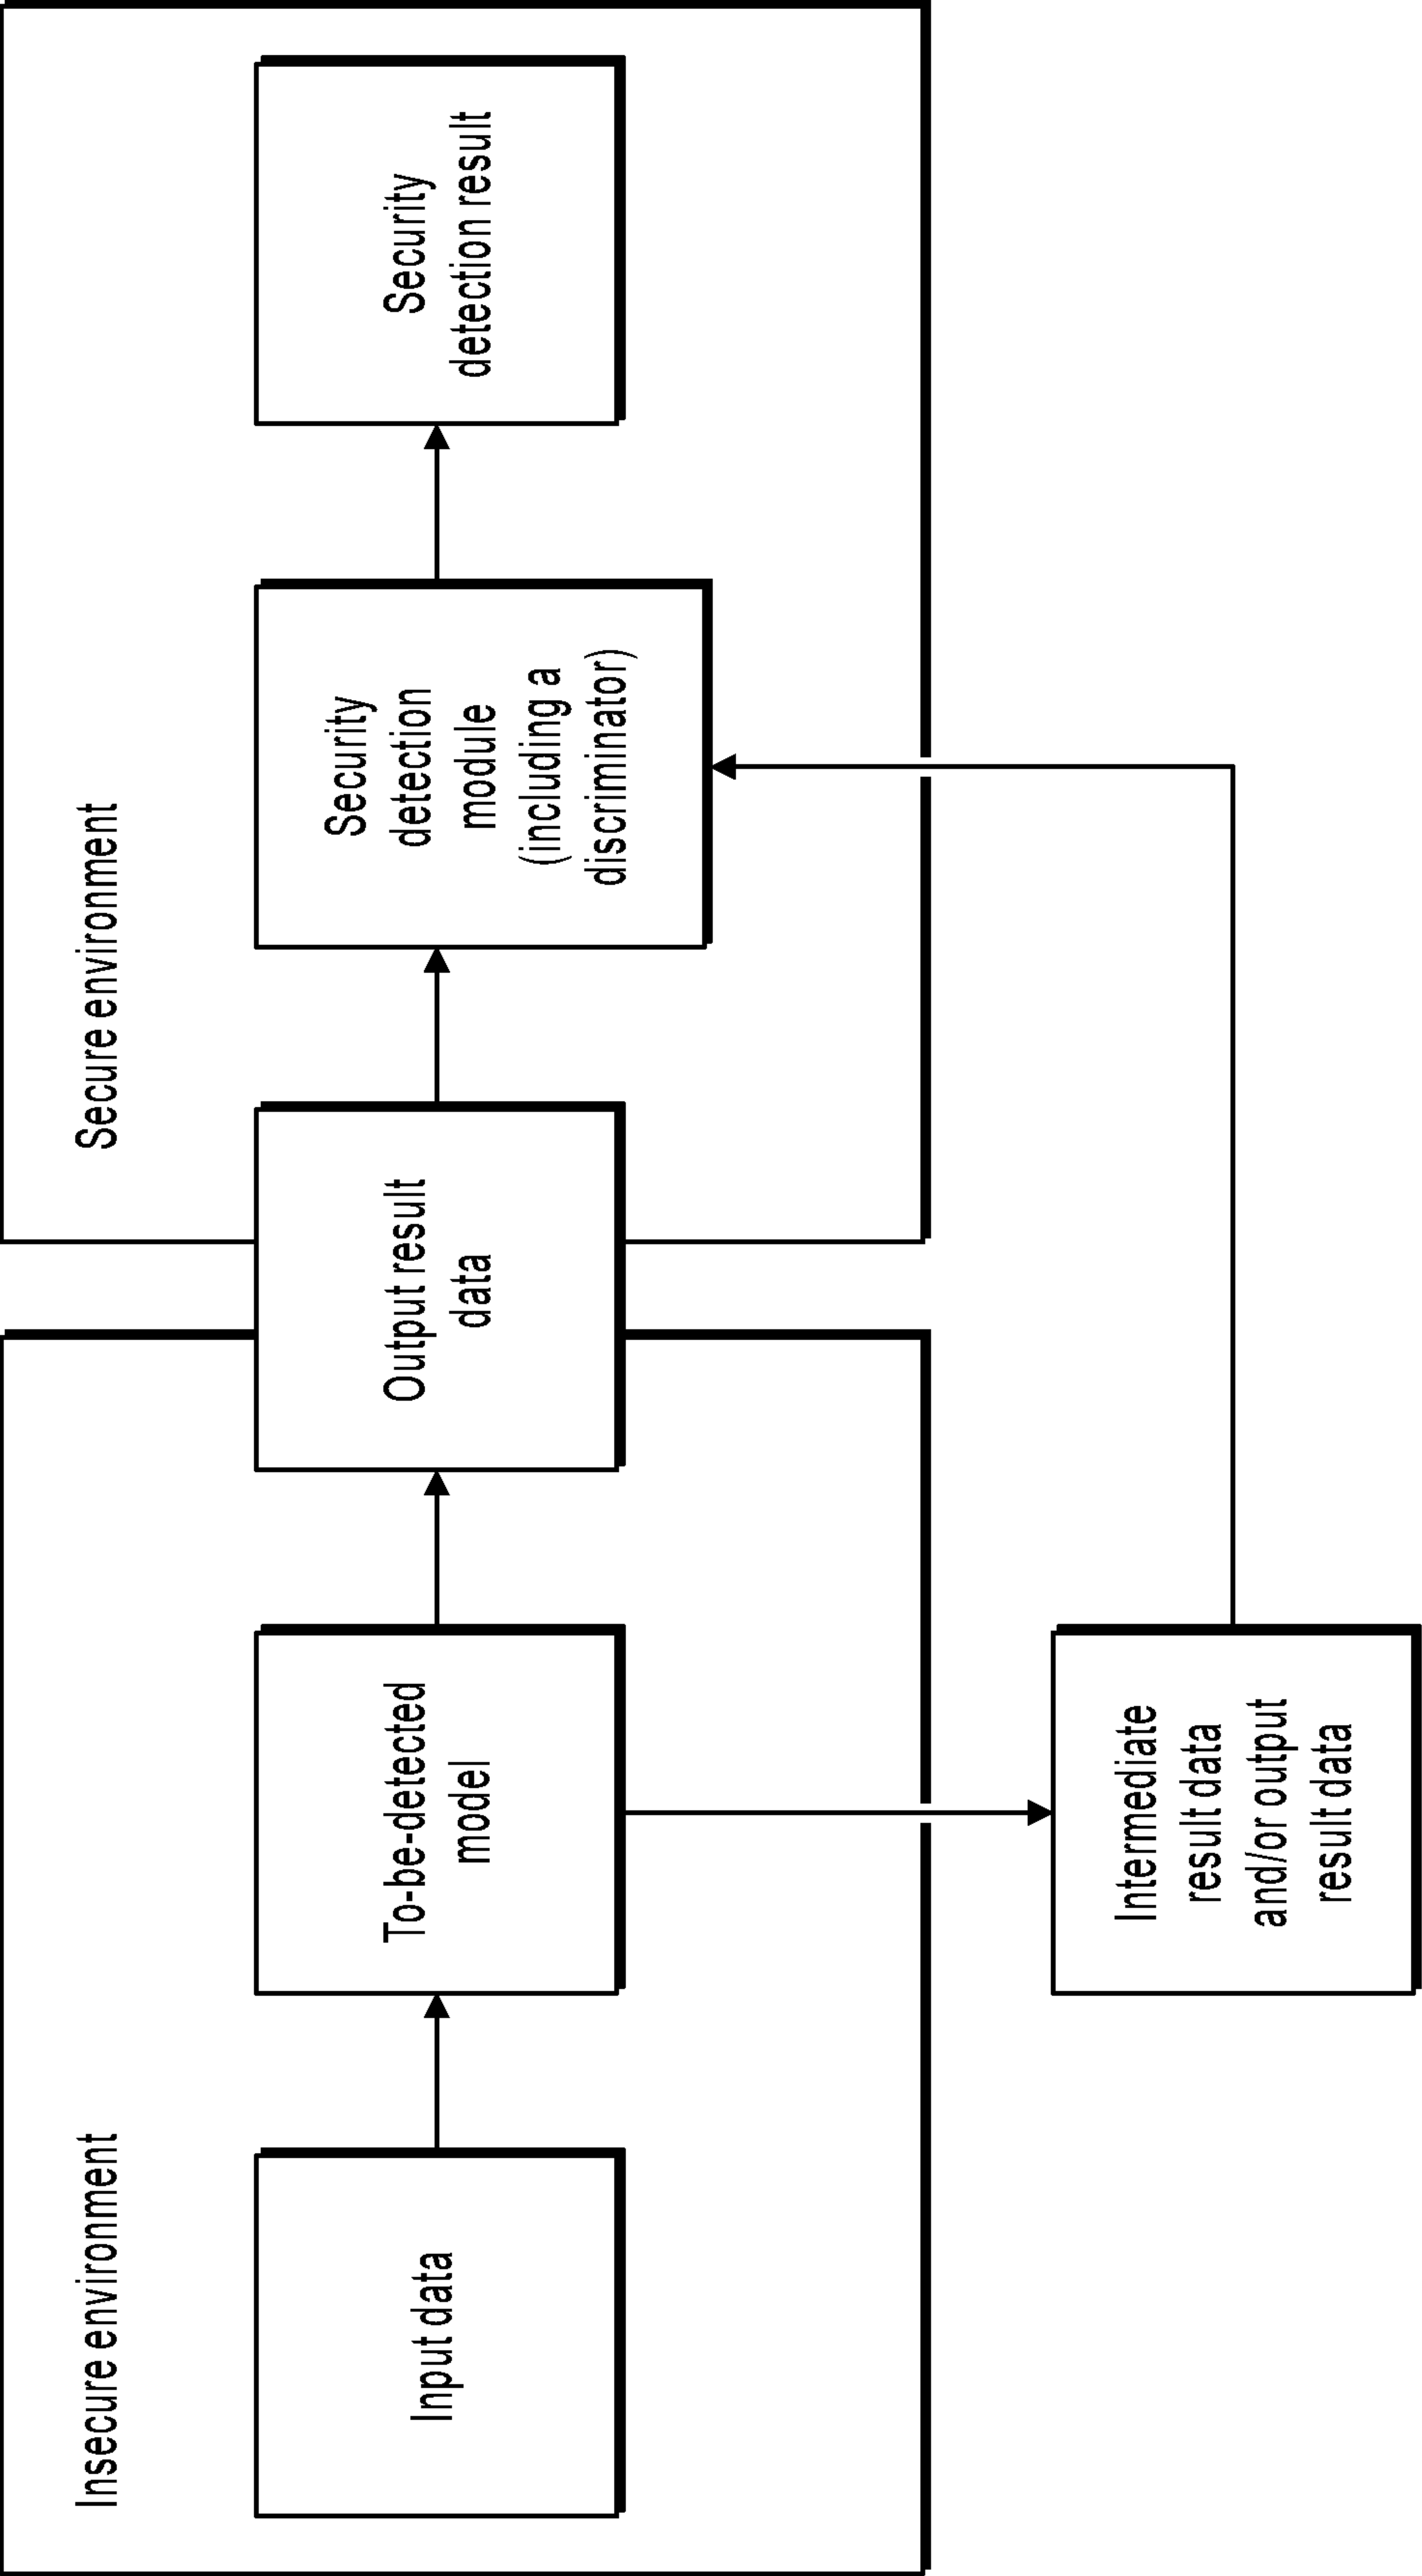 Insecure environment
Secure environment
Input data
To-be-detected
model
Output result
data
Security
detection
module
(including a
discriminator)
Security
detection result
Intermediate
result data
and/or output
result data